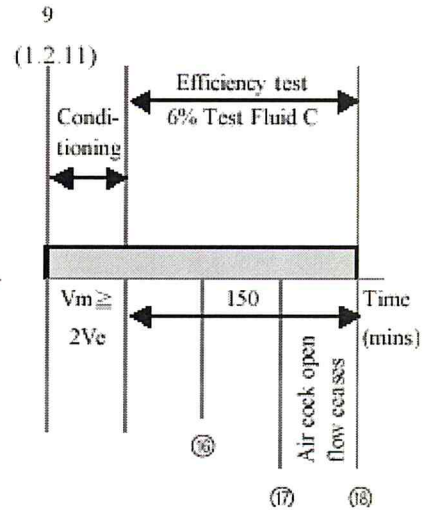 9
(1.2.11)
Efficiency test
6% Test Fluid C
Condi-
tioning
Vm≧
2Ve
150
Time
(mins)
Air cock open
flow ceases
⑯
⑰
⑱